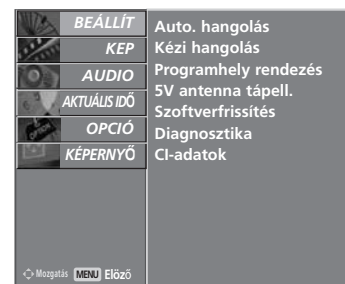 BEÁLLÍT
KEP
AUDIO
AKTUÁLIS IDŐ
OPCIÓ
KÉPERNYŐ
Auto. hangolás
Kézi hangolás
Programhely rendezés
5V antenna tápell.
Szoftverfrissítés
Diagnosztika
CI-adatok
Mozgatás MENU Előző